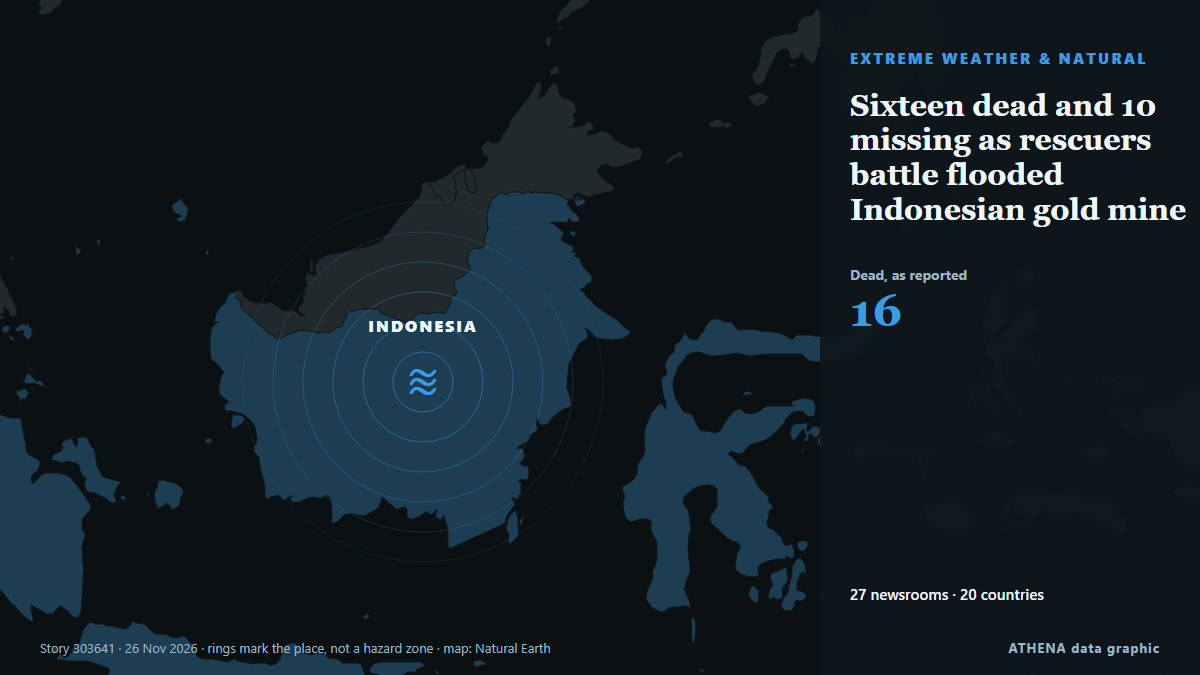 EXTREME WEATHER & NATURAL
Sixteen dead and 10
missing as rescuers
battle flooded
Indonesian gold mine
Dead, as reported
16
INDONESIA
27 newsrooms · 20 countries
Story 303641 · 26 Nov 2026 · rings mark the place, not a hazard zone · map: Natural Earth
ATHENA data graphic